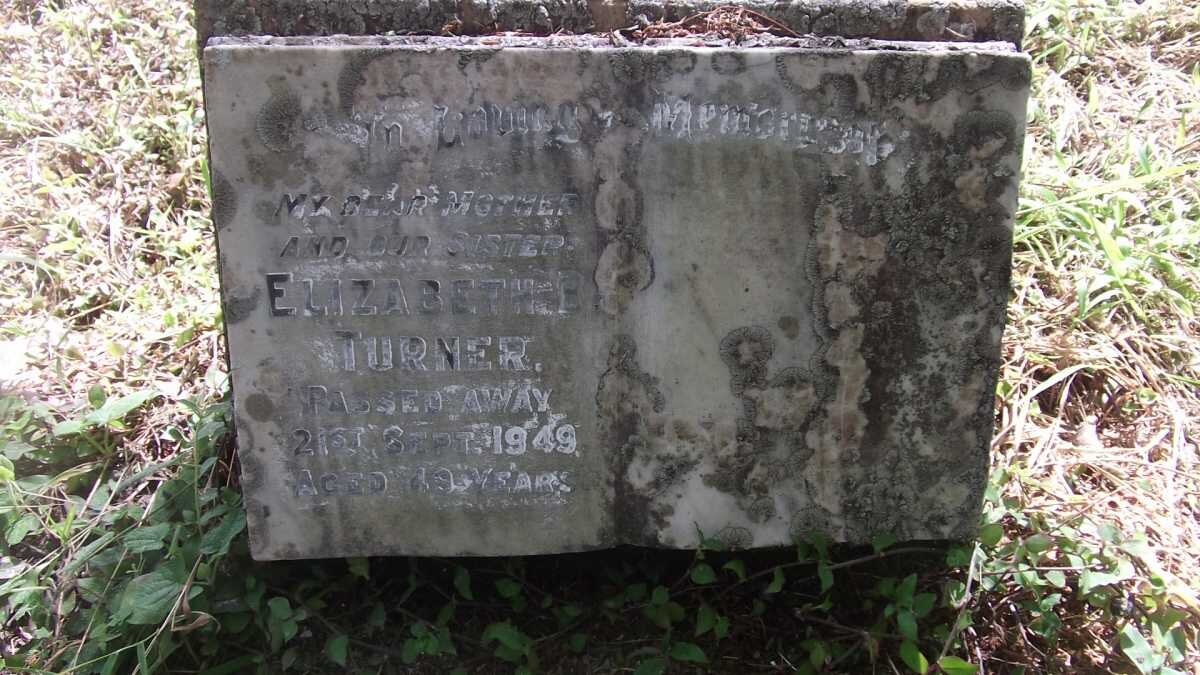 In Loving Memory of
My Dear Mother
and our Sister
Elizabeth B.
Turner.
Passed away
21st Sept. 1949
Aged 49 Years